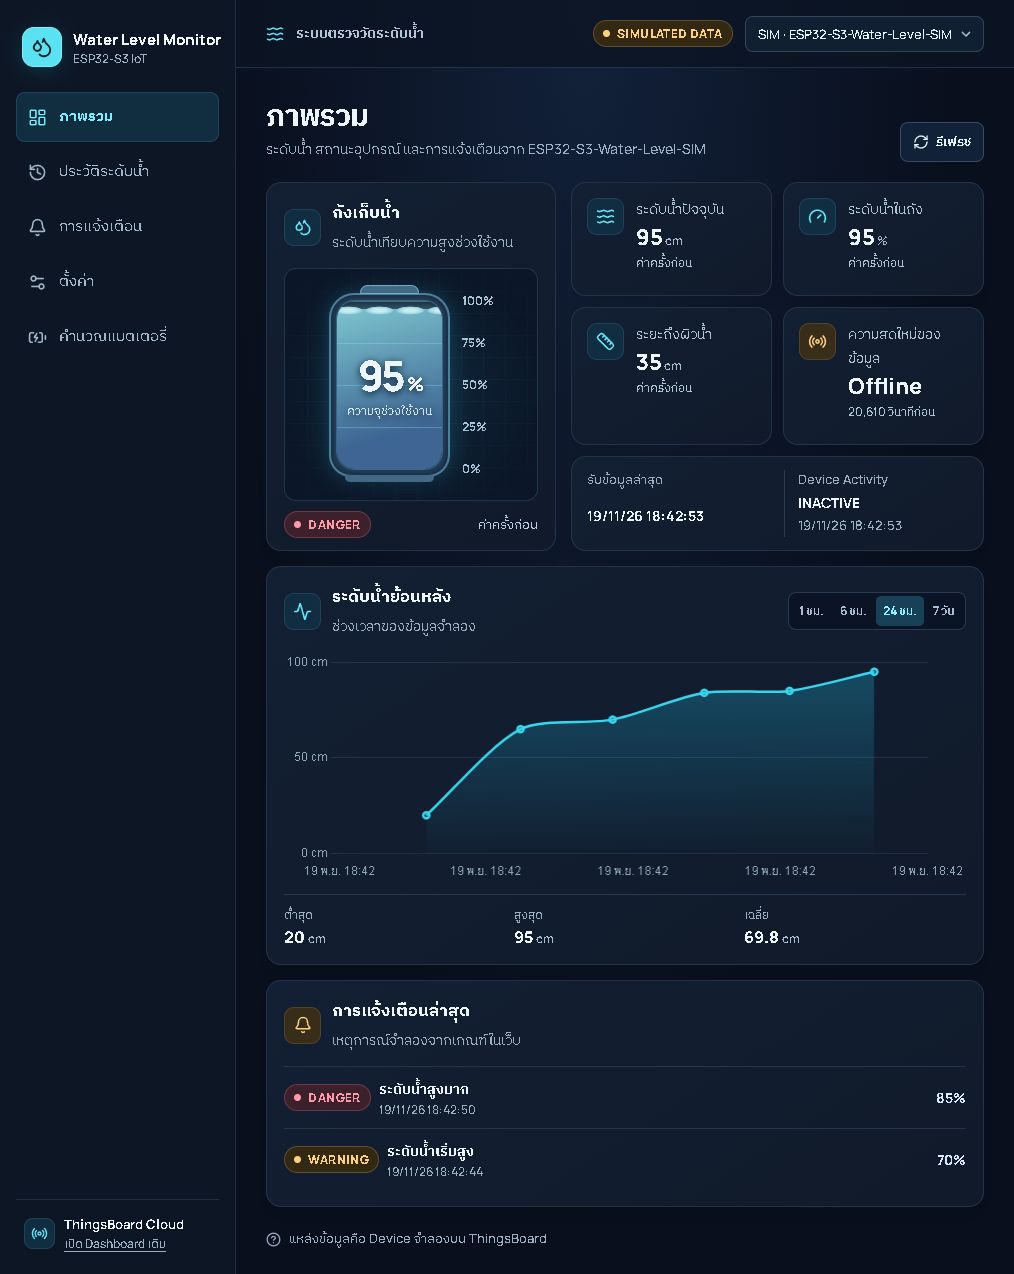 Water Level Monitor
ESP32-S3 IoT
ภาพรวม
ประวัติระดับน้ำ
การแจ้งเตือน
ตั้งค่า
คำนวณแบตเตอรี่
ThingsBoard Cloud
เปิด Dashboard เดิม
ระบบตรวจวัดระดับน้ำ
SIMULATED DATA
SIM · ESP32-S3-Water-Level-SIM
ภาพรวม
ระดับน้ำ สถานะอุปกรณ์ และการแจ้งเตือนจาก ESP32-S3-Water-Level-SIM
รีเฟรช
ถังเก็บน้ำ
ระดับน้ำเทียบความสูงช่วงใช้งาน
100%
75%
50%
25%
0%
95%
ความจุช่วงใช้งาน
DANGER
ค่าครั้งก่อน
ระดับน้ำปัจจุบัน
95 cm
ค่าครั้งก่อน
ระดับน้ำในถัง
95 %
ค่าครั้งก่อน
ระยะถึงผิวน้ำ
35 cm
ค่าครั้งก่อน
ความสดใหม่ของ
ข้อมูล
Offline
20,610 วินาทีก่อน
รับข้อมูลล่าสุด
19/11/26 18:42:53
Device Activity
INACTIVE
19/11/26 18:42:53
ระดับน้ำย้อนหลัง
ช่วงเวลาของข้อมูลจำลอง
1 ชม. 6 ชม. 24 ชม. 7 วัน
100 cm
50 cm
0 cm
19 พ.ย. 18:42 19 พ.ย. 18:42 19 พ.ย. 18:42 19 พ.ย. 18:42 19 พ.ย. 18:42
ต่ำสุด
20 cm
สูงสุด
95 cm
เฉลี่ย
69.8 cm
การแจ้งเตือนล่าสุด
เหตุการณ์จำลองจากเกณฑ์ในเว็บ
DANGER
ระดับน้ำสูงมาก
19/11/26 18:42:50
85%
WARNING
ระดับน้ำเริ่มสูง
19/11/26 18:42:44
70%
แหล่งข้อมูลคือ Device จำลองบน ThingsBoard